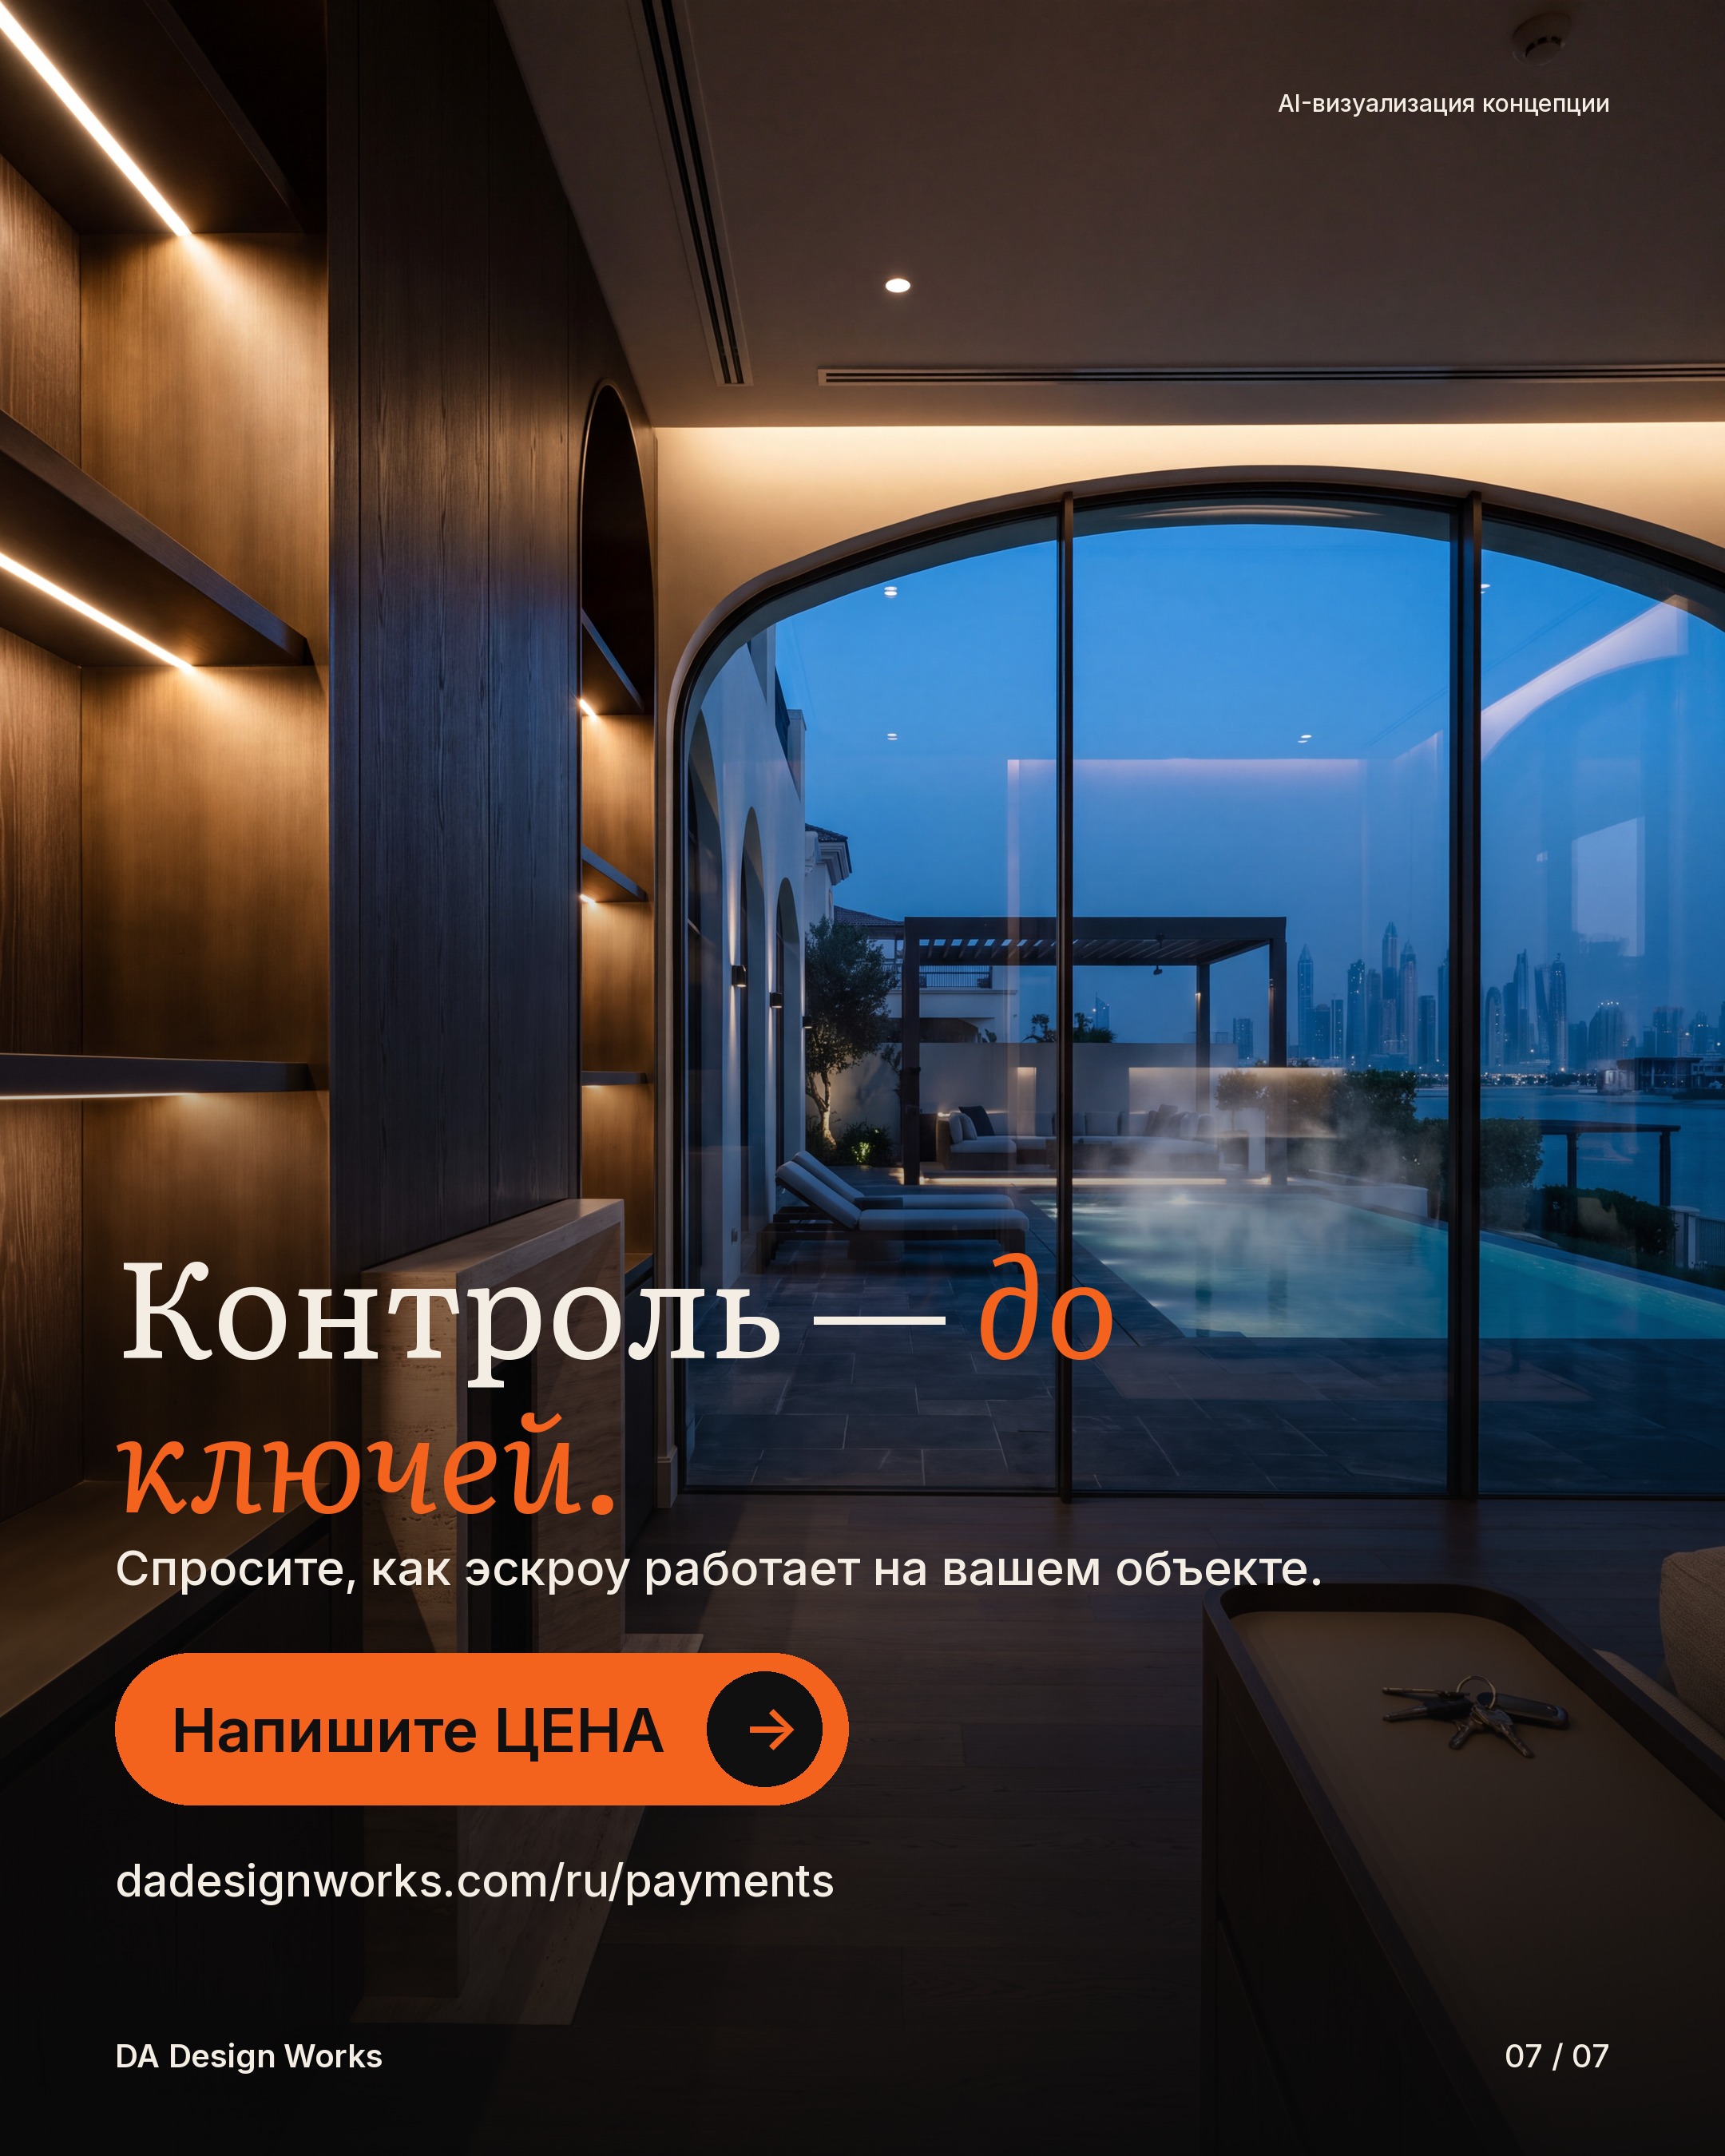 AI-визуализация концепции
Контроль — до
ключей.
Спросите, как эскроу работает на вашем объекте.
Напишите ЦЕНА
dadesignworks.com/ru/payments
DA Design Works
07 / 07